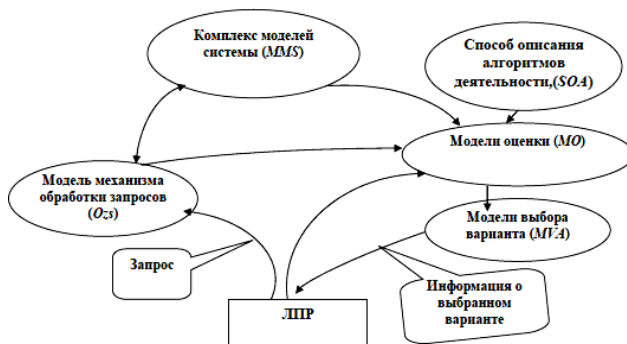 Комплекс моделей
системы (MMS)
Способ описания
алгоритмов
деятельности,(SOA)
Модели оценки (MO)
Модель механизма
обработки запросов
(Ozs)
Модели выбора
варианта (MVA)
Запрос
Информация о
выбранном
варианте
ЛПР